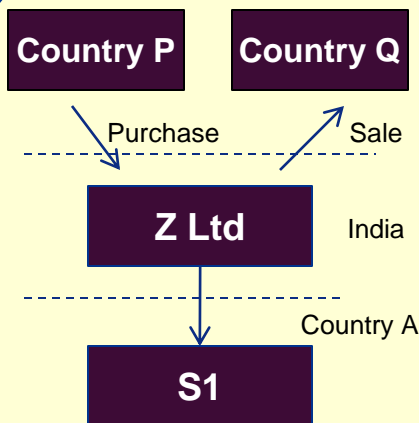 Country P
Country Q
Purchase
Sale
Z Ltd
India
Country A
S1